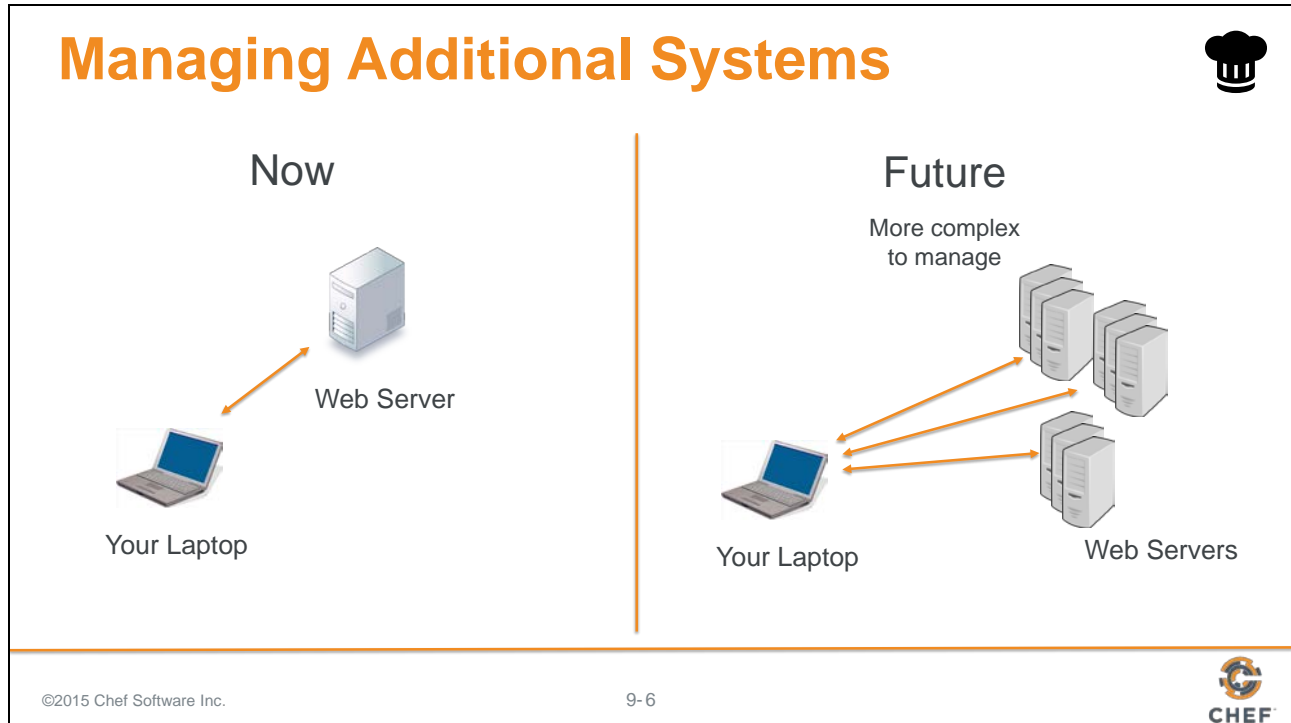 Managing Additional Systems
Now
Web Server
Your Laptop
Future
More complex
to manage
Your Laptop
Web Servers
©2015 Chef Software Inc.
9-6
CHEF